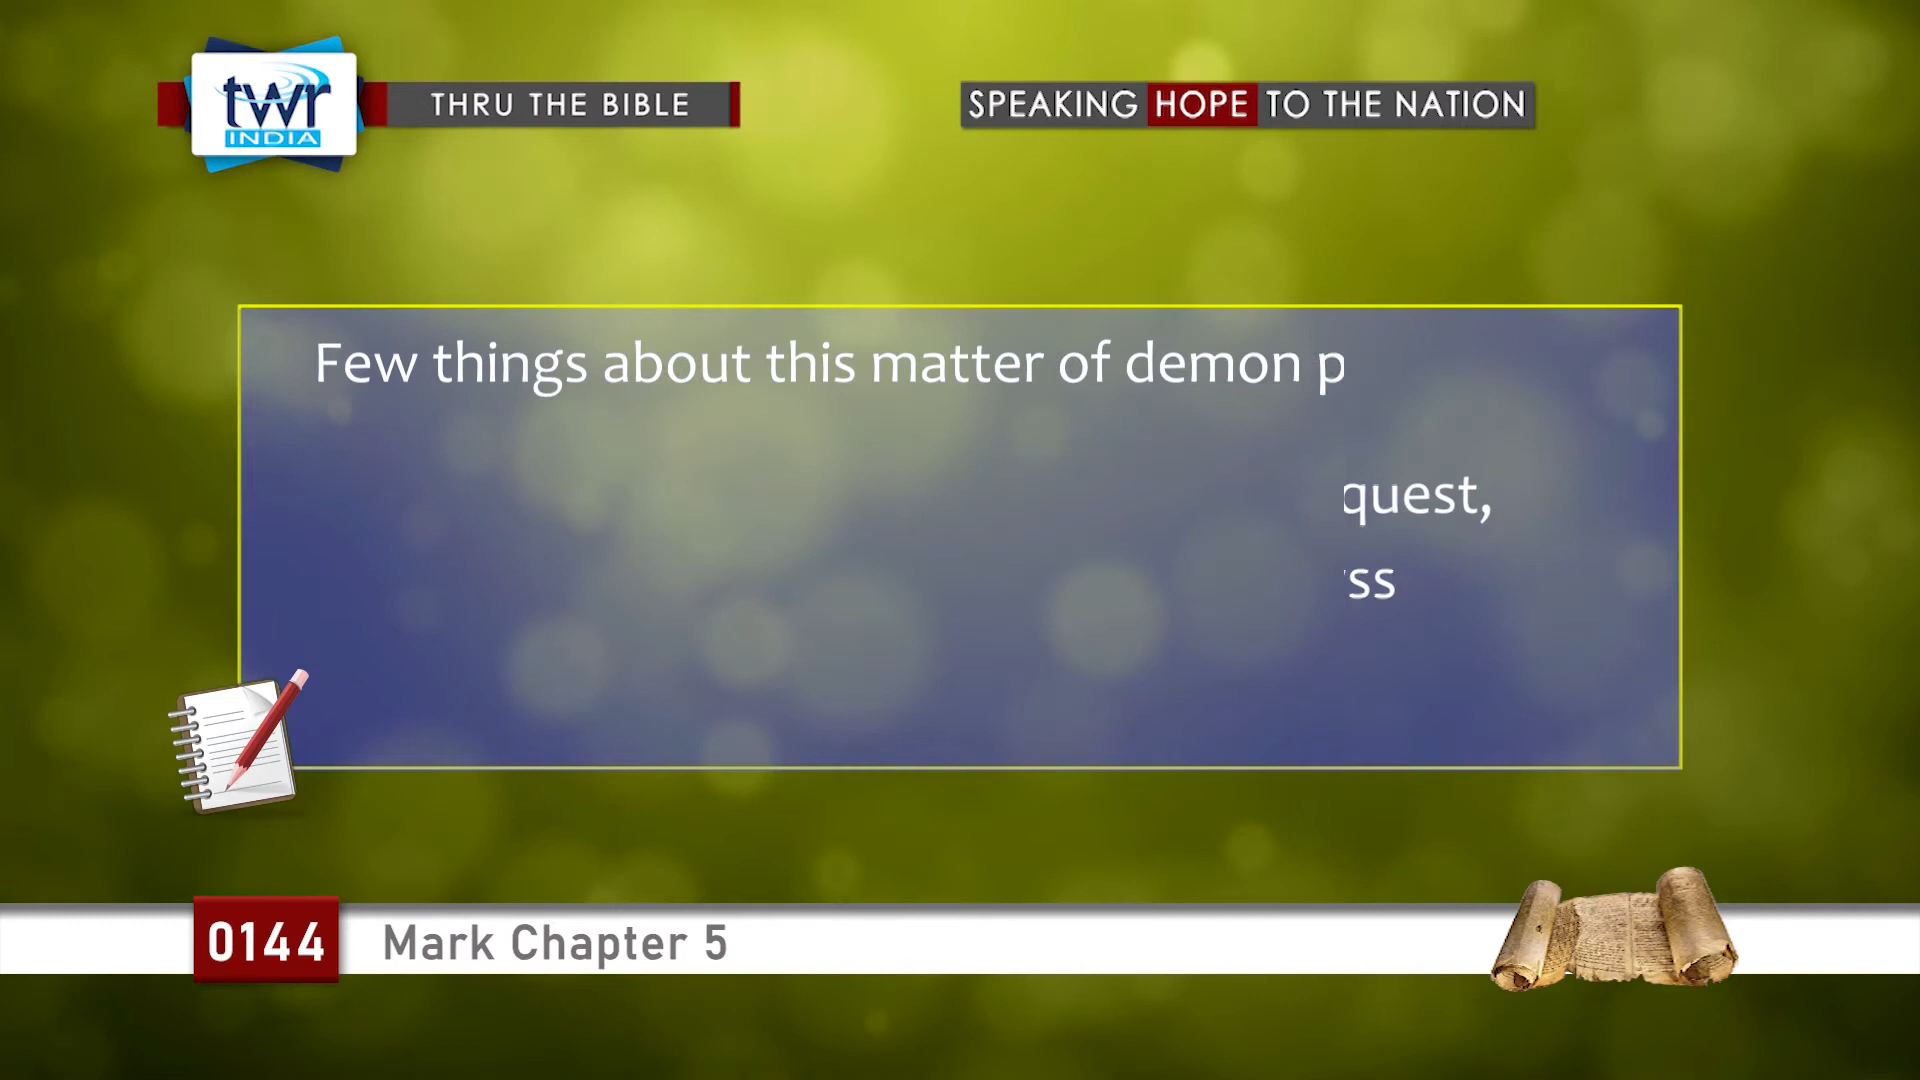 twr
INDIA
THRU THE BIBLE
SPEAKING HOPE TO THE NATION
Few things about this matter of demon p
quest,
ss
0144
Mark Chapter 5